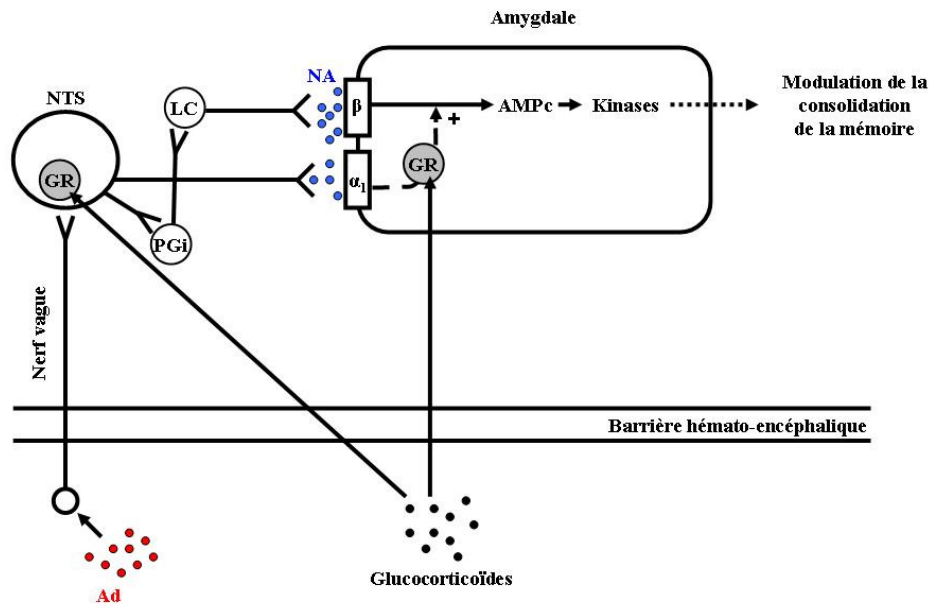 Amygdale
NTS
LC
NA
β
AMPc
Kinases
Modulation de la
consolidation
de la mémoire
+
GR
GR
α1
PGi
Nerf vague
Barrière hémato-encéphalique
Glucocorticoïdes
Ad